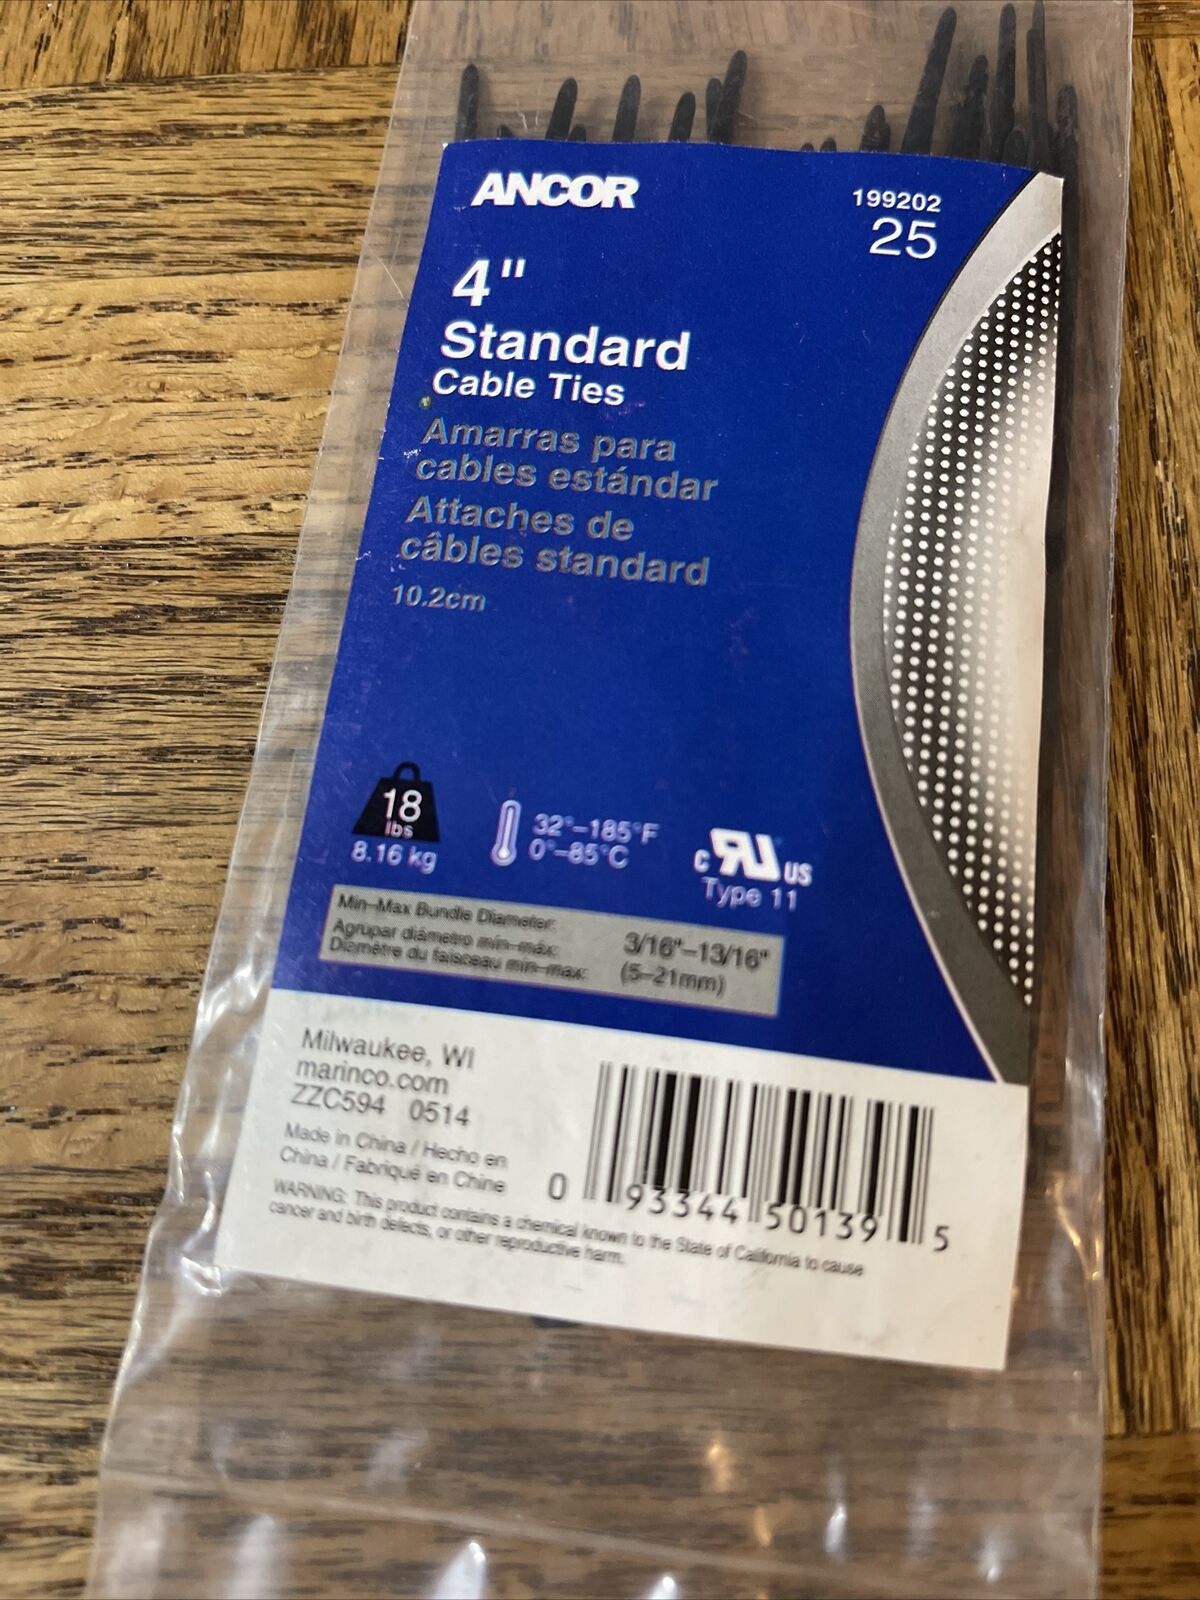 ANCOR
199202
25
4"
Standard
Cable Ties
Amarras para
cables estándar
Attaches de
câbles standard
10.2cm
18
lbs
8.16 kg
32°–185°F
0°–85°C
c RU us
Type 11
Min–Max Bundle Diameter:
Agrupar diámetro mín–máx:
Diamètre du faisceau min–max:
3/16"–13/16"
(5–21mm)
Milwaukee, WI
marinco.com
ZZC594 0514
Made in China / Hecho en
China / Fabriqué en Chine
WARNING: This product contains a chemical known to the State of California to cause
cancer and birth defects, or other reproductive harm.
0 93344 50139 5